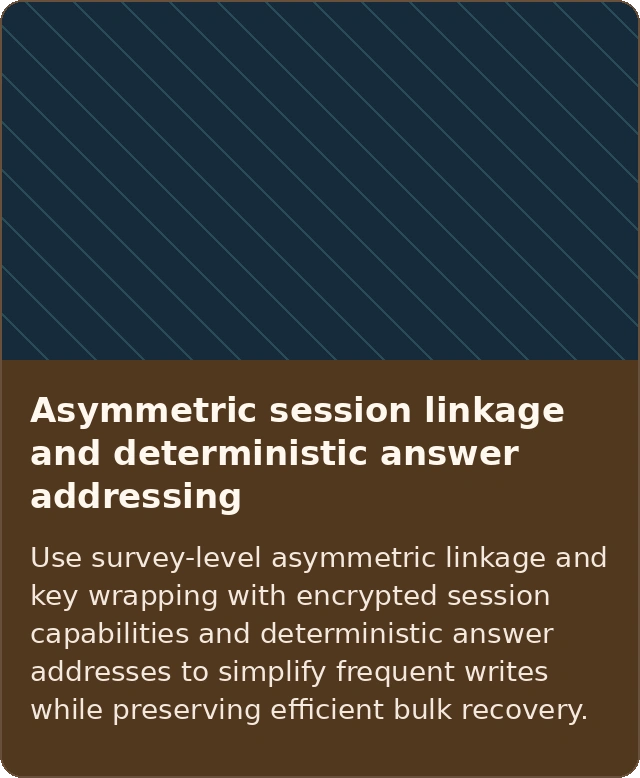 Asymmetric session linkage
and deterministic answer
addressing
Use survey-level asymmetric linkage and
key wrapping with encrypted session
capabilities and deterministic answer
addresses to simplify frequent writes
while preserving efficient bulk recovery.